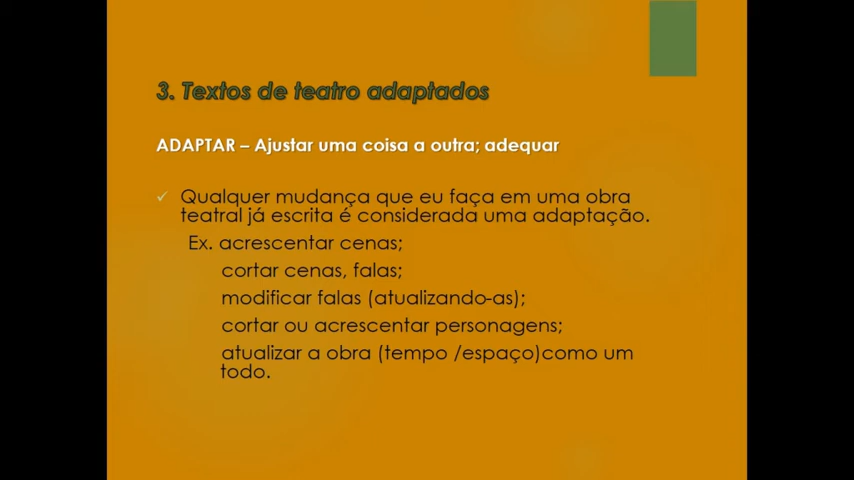 3. Textos de teatro adaptados
ADAPTAR – Ajustar uma coisa a outra; adequar
✓ Qualquer mudança que eu faça em uma obra
teatral já escrita é considerada uma adaptação.
Ex. acrescentar cenas;
cortar cenas, falas;
modificar falas (atualizando-as);
cortar ou acrescentar personagens;
atualizar a obra (tempo /espaço)como um
todo.